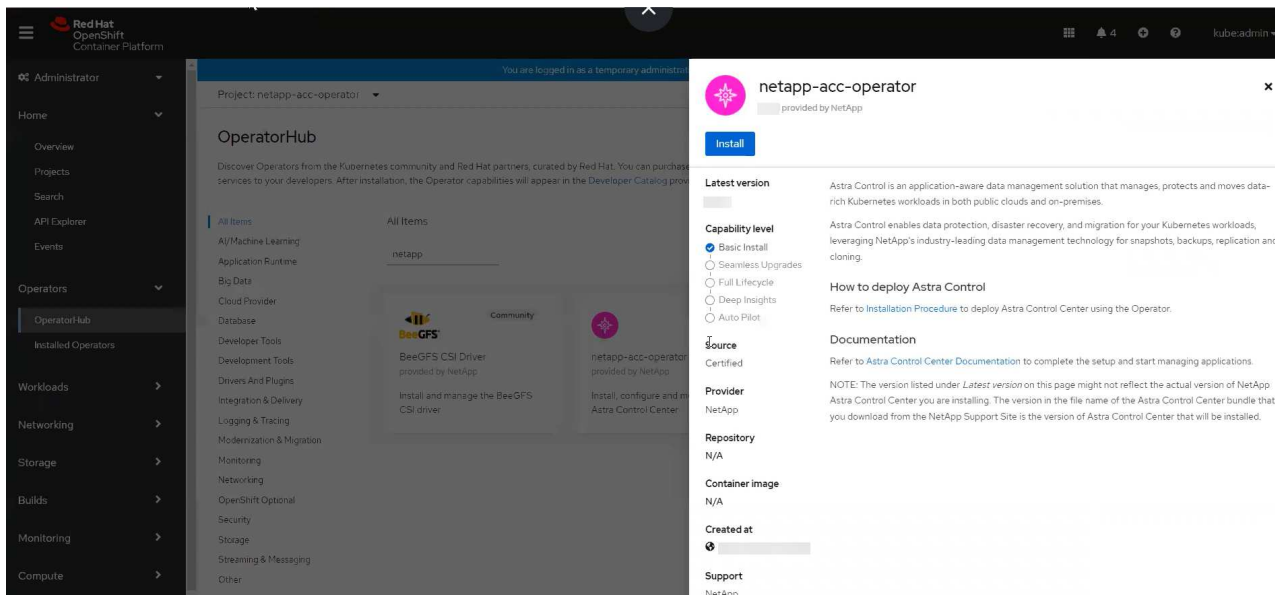 Red Hat
OpenShift
Container Platform
4
kube:admin
Administrator
Home
Overview
Projects
Search
API Explorer
Events
Operators
OperatorHub
Installed Operators
Workloads
Networking
Storage
Builds
Monitoring
Compute
You are logged in as a temporary administrat
Project: netapp-acc-operator
OperatorHub
Discover Operators from the Kubernetes community and Red Hat partners, curated by Red Hat. You can purchase
services to your developers. After installation, the Operator capabilities will appear in the Developer Catalog prov
All Items
AI/Machine Learning
Application Runtime
Big Data
Cloud Provider
Database
Developer Tools
Development Tools
Drivers And Plugins
Integration & Delivery
Logging & Tracing
Modernization & Migration
Monitoring
Networking
OpenShift Optional
Security
Storage
Streaming & Messaging
Other
All Items
netapp
BeeGFS
Community
BeeGFS CSI Driver
provided by NetApp
Install and manage the BeeGFS
CSI driver
netapp-acc-operator
provided by NetApp
Install, configure and m
Astra Control Center
netapp-acc-operator
provided by NetApp
Install
Latest version
Capability level
Basic Install
Seamless Upgrades
Full Lifecycle
Deep Insights
Auto Pilot
Source
Certified
Provider
NetApp
Repository
N/A
Container image
N/A
Created at
Support
NetApp
Astra Control is an application-aware data management solution that manages, protects and moves data-
rich Kubernetes workloads in both public clouds and on-premises.
Astra Control enables data protection, disaster recovery, and migration for your Kubernetes workloads,
leveraging NetApp's industry-leading data management technology for snapshots, backups, replication and
cloning.
How to deploy Astra Control
Refer to Installation Procedure to deploy Astra Control Center using the Operator.
Documentation
Refer to Astra Control Center Documentation to complete the setup and start managing applications.
NOTE: The version listed under Latest version on this page might not reflect the actual version of NetApp
Astra Control Center you are installing. The version in the file name of the Astra Control Center bundle that
you download from the NetApp Support Site is the version of Astra Control Center that will be installed.